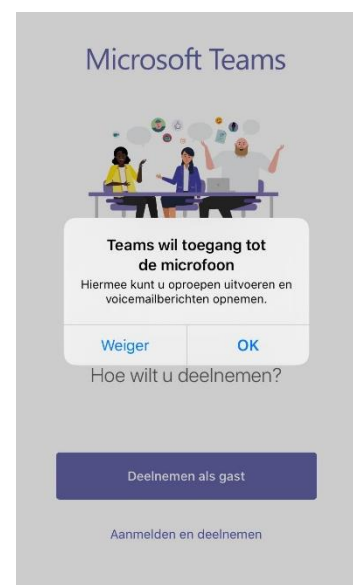 Microsoft Teams
Teams wil toegang tot
de microfoon
Hiermee kunt u oproepen uitvoeren en
voicemailberichten opnemen.
Weiger
OK
Hoe wilt u deelnemen?
Deelnemen als gast
Aanmelden en deelnemen